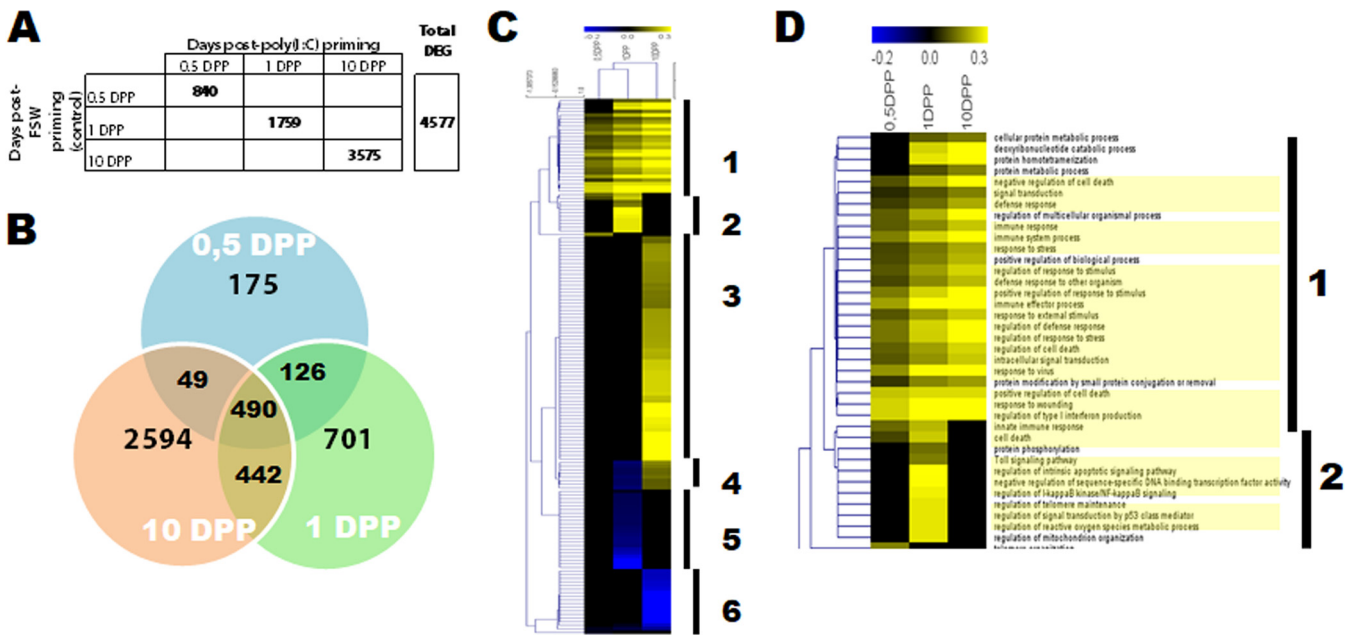 A
Days post-poly(I:C) priming
Total
DEG
0.5 DPP 1 DPP 10 DPP
Days post-
FSW
priming
(control)
0.5 DPP 840
1 DPP 1759
10 DPP 3575
4577
B
0,5 DPP
175
49
126
490
2594
701
442
10 DPP
1 DPP
C
0.3
0,5DPP
1DPP
10DPP
1
2
3
4
5
6
D
-0.2 0.0 0.3
0,5DPP
1DPP
10DPP
cellular protein metabolic process
deoxyribonucleotide catabolic process
protein homotetramerization
protein metabolic process
negative regulation of cell death
signal transduction
defense response
regulation of multicellular organismal process
immune response
immune system process
response to stress
positive regulation of biological process
regulation of response to stimulus
defense response to other organism
positive regulation of response to stimulus
immune effector process
response to external stimulus
regulation of defense response
regulation of response to stress
regulation of cell death
intracellular signal transduction
response to virus
protein modification by small protein conjugation or removal
positive regulation of cell death
response to wounding
regulation of type I interferon production
innate immune response
cell death
protein phosphorylation
Toll signaling pathway
regulation of intrinsic apoptotic signaling pathway
negative regulation of sequence-specific DNA binding transcription factor activity
regulation of I-kappaB kinase/NF-kappaB signaling
regulation of telomere maintenance
regulation of signal transduction by p53 class mediator
regulation of reactive oxygen species metabolic process
regulation of mitochondrion organization
telomere organization
1
2